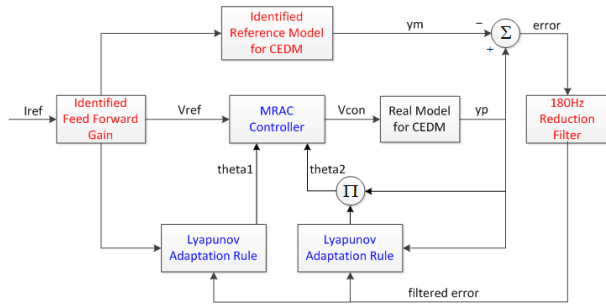 Identified
Reference Model
for CEDM
ym
−
Σ
+
error
Iref
Identified
Feed Forward
Gain
Vref
MRAC
Controller
Vcon
Real Model
for CEDM
yp
180Hz
Reduction
Filter
theta1
theta2
Π
Lyapunov
Adaptation Rule
Lyapunov
Adaptation Rule
filtered error